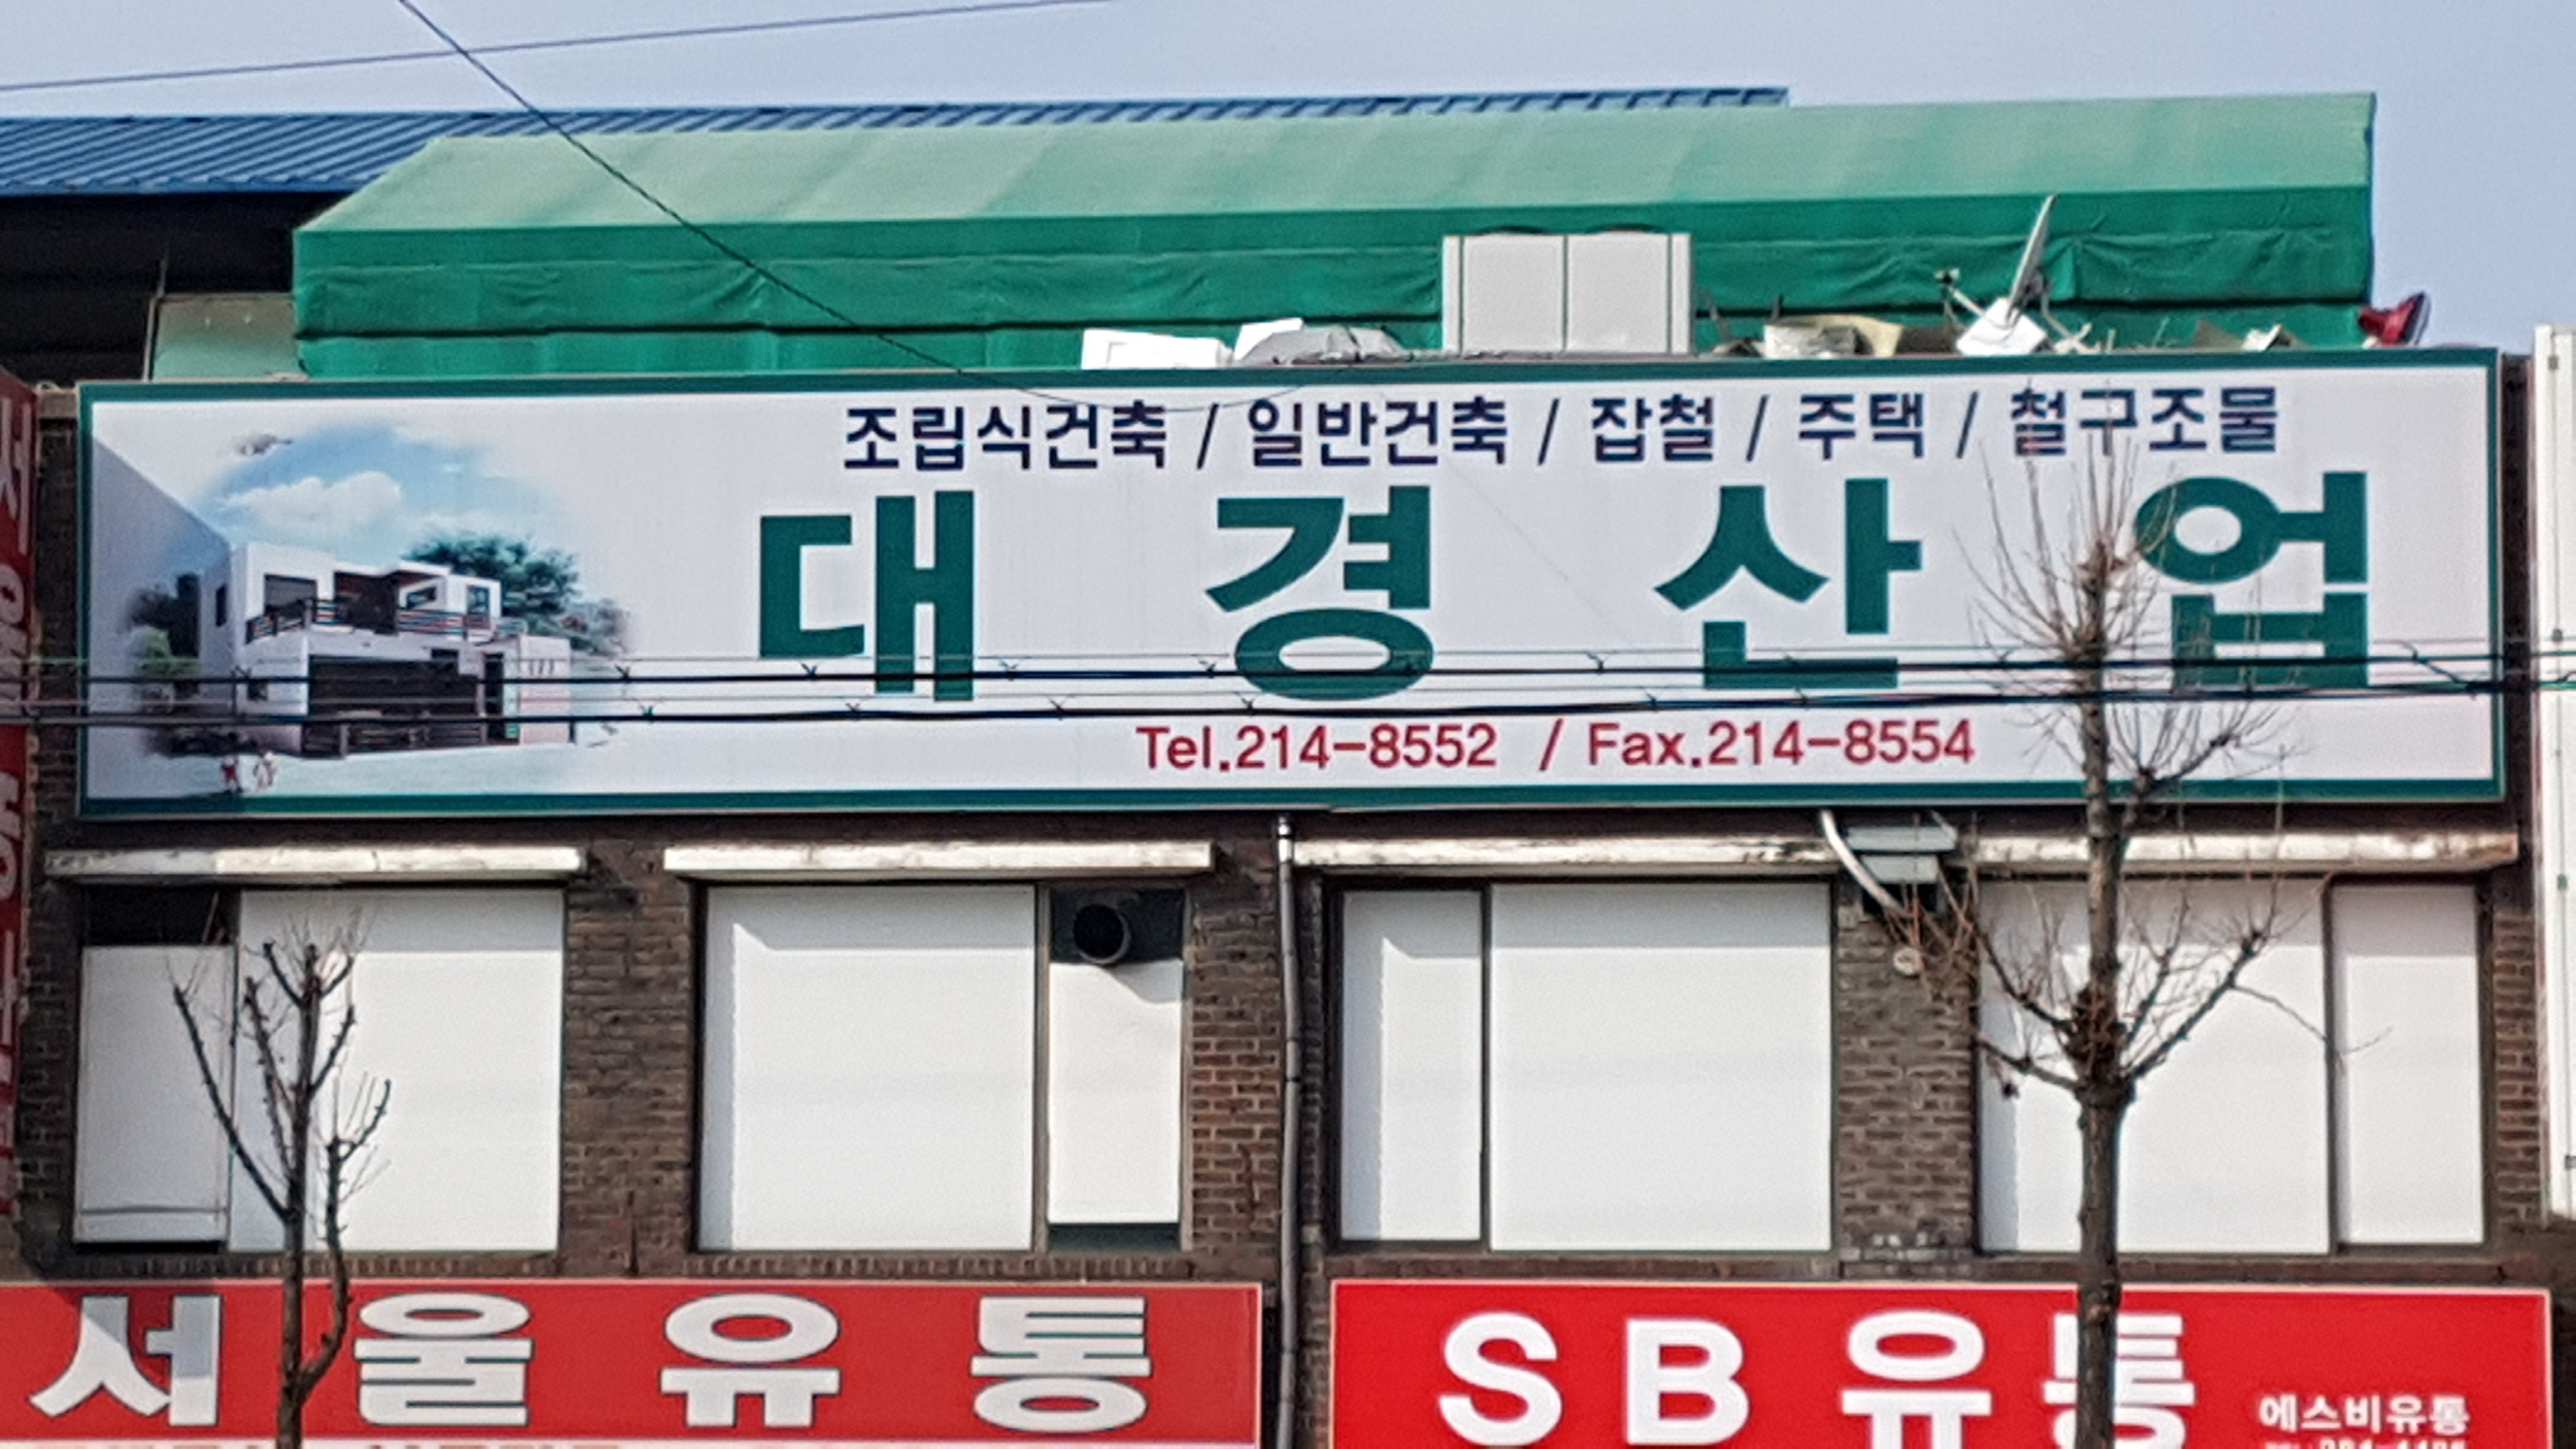 조립식건축 / 일반건축 / 잡철 / 주택 / 철구조물
대경산업
Tel.214-8552 / Fax.214-8554
서울유통
SB유통
에스비유통